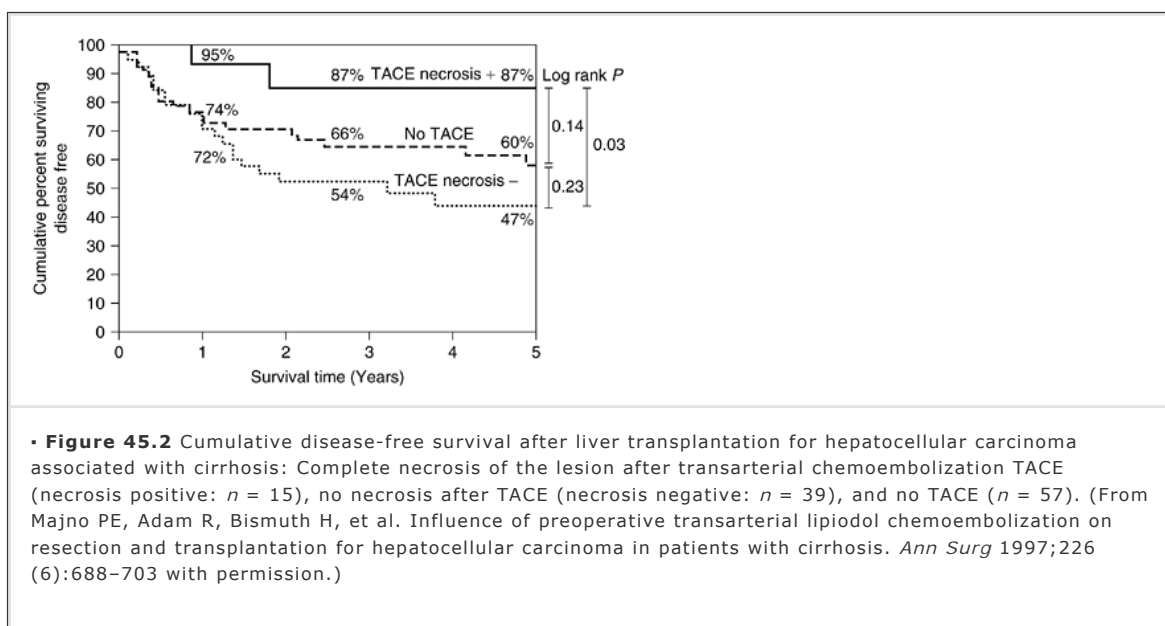 100
90
80
70
60
50
40
30
20
10
0
Cumulative percent surviving
disease free
95%
87% TACE necrosis + 87%
Log rank P
74%
66%
No TACE
60%
0.14
0.03
72%
TACE necrosis –
0.23
54%
47%
0 1 2 3 4 5
Survival time (Years)
▪ Figure 45.2 Cumulative disease-free survival after liver transplantation for hepatocellular carcinoma
associated with cirrhosis: Complete necrosis of the lesion after transarterial chemoembolization TACE
(necrosis positive: n = 15), no necrosis after TACE (necrosis negative: n = 39), and no TACE (n = 57). (From
Majno PE, Adam R, Bismuth H, et al. Influence of preoperative transarterial lipiodol chemoembolization on
resection and transplantation for hepatocellular carcinoma in patients with cirrhosis. Ann Surg 1997;226
(6):688–703 with permission.)